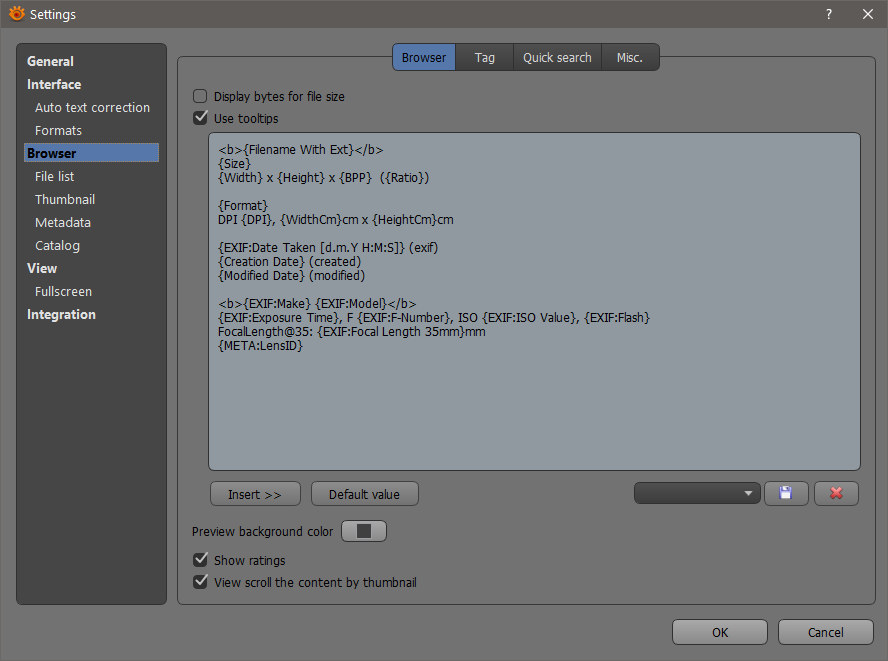 Settings
?
General
Interface
Auto text correction
Formats
Browser
File list
Thumbnail
Metadata
Catalog
View
Fullscreen
Integration
Browser
Tag
Quick search
Misc.
Display bytes for file size
Use tooltips
<b>{Filename With Ext}</b>
{Size}
{Width} x {Height} x {BPP}  ({Ratio})
{Format}
DPI {DPI}, {WidthCm}cm x {HeightCm}cm
{EXIF:Date Taken [d.m.Y H:M:S]} (exif)
{Creation Date} (created)
{Modified Date} (modified)
<b>{EXIF:Make} {EXIF:Model}</b>
{EXIF:Exposure Time}, F {EXIF:F-Number}, ISO {EXIF:ISO Value}, {EXIF:Flash}
FocalLength@35: {EXIF:Focal Length 35mm}mm
{META:LensID}
Insert >>
Default value
Preview background color
Show ratings
View scroll the content by thumbnail
OK
Cancel